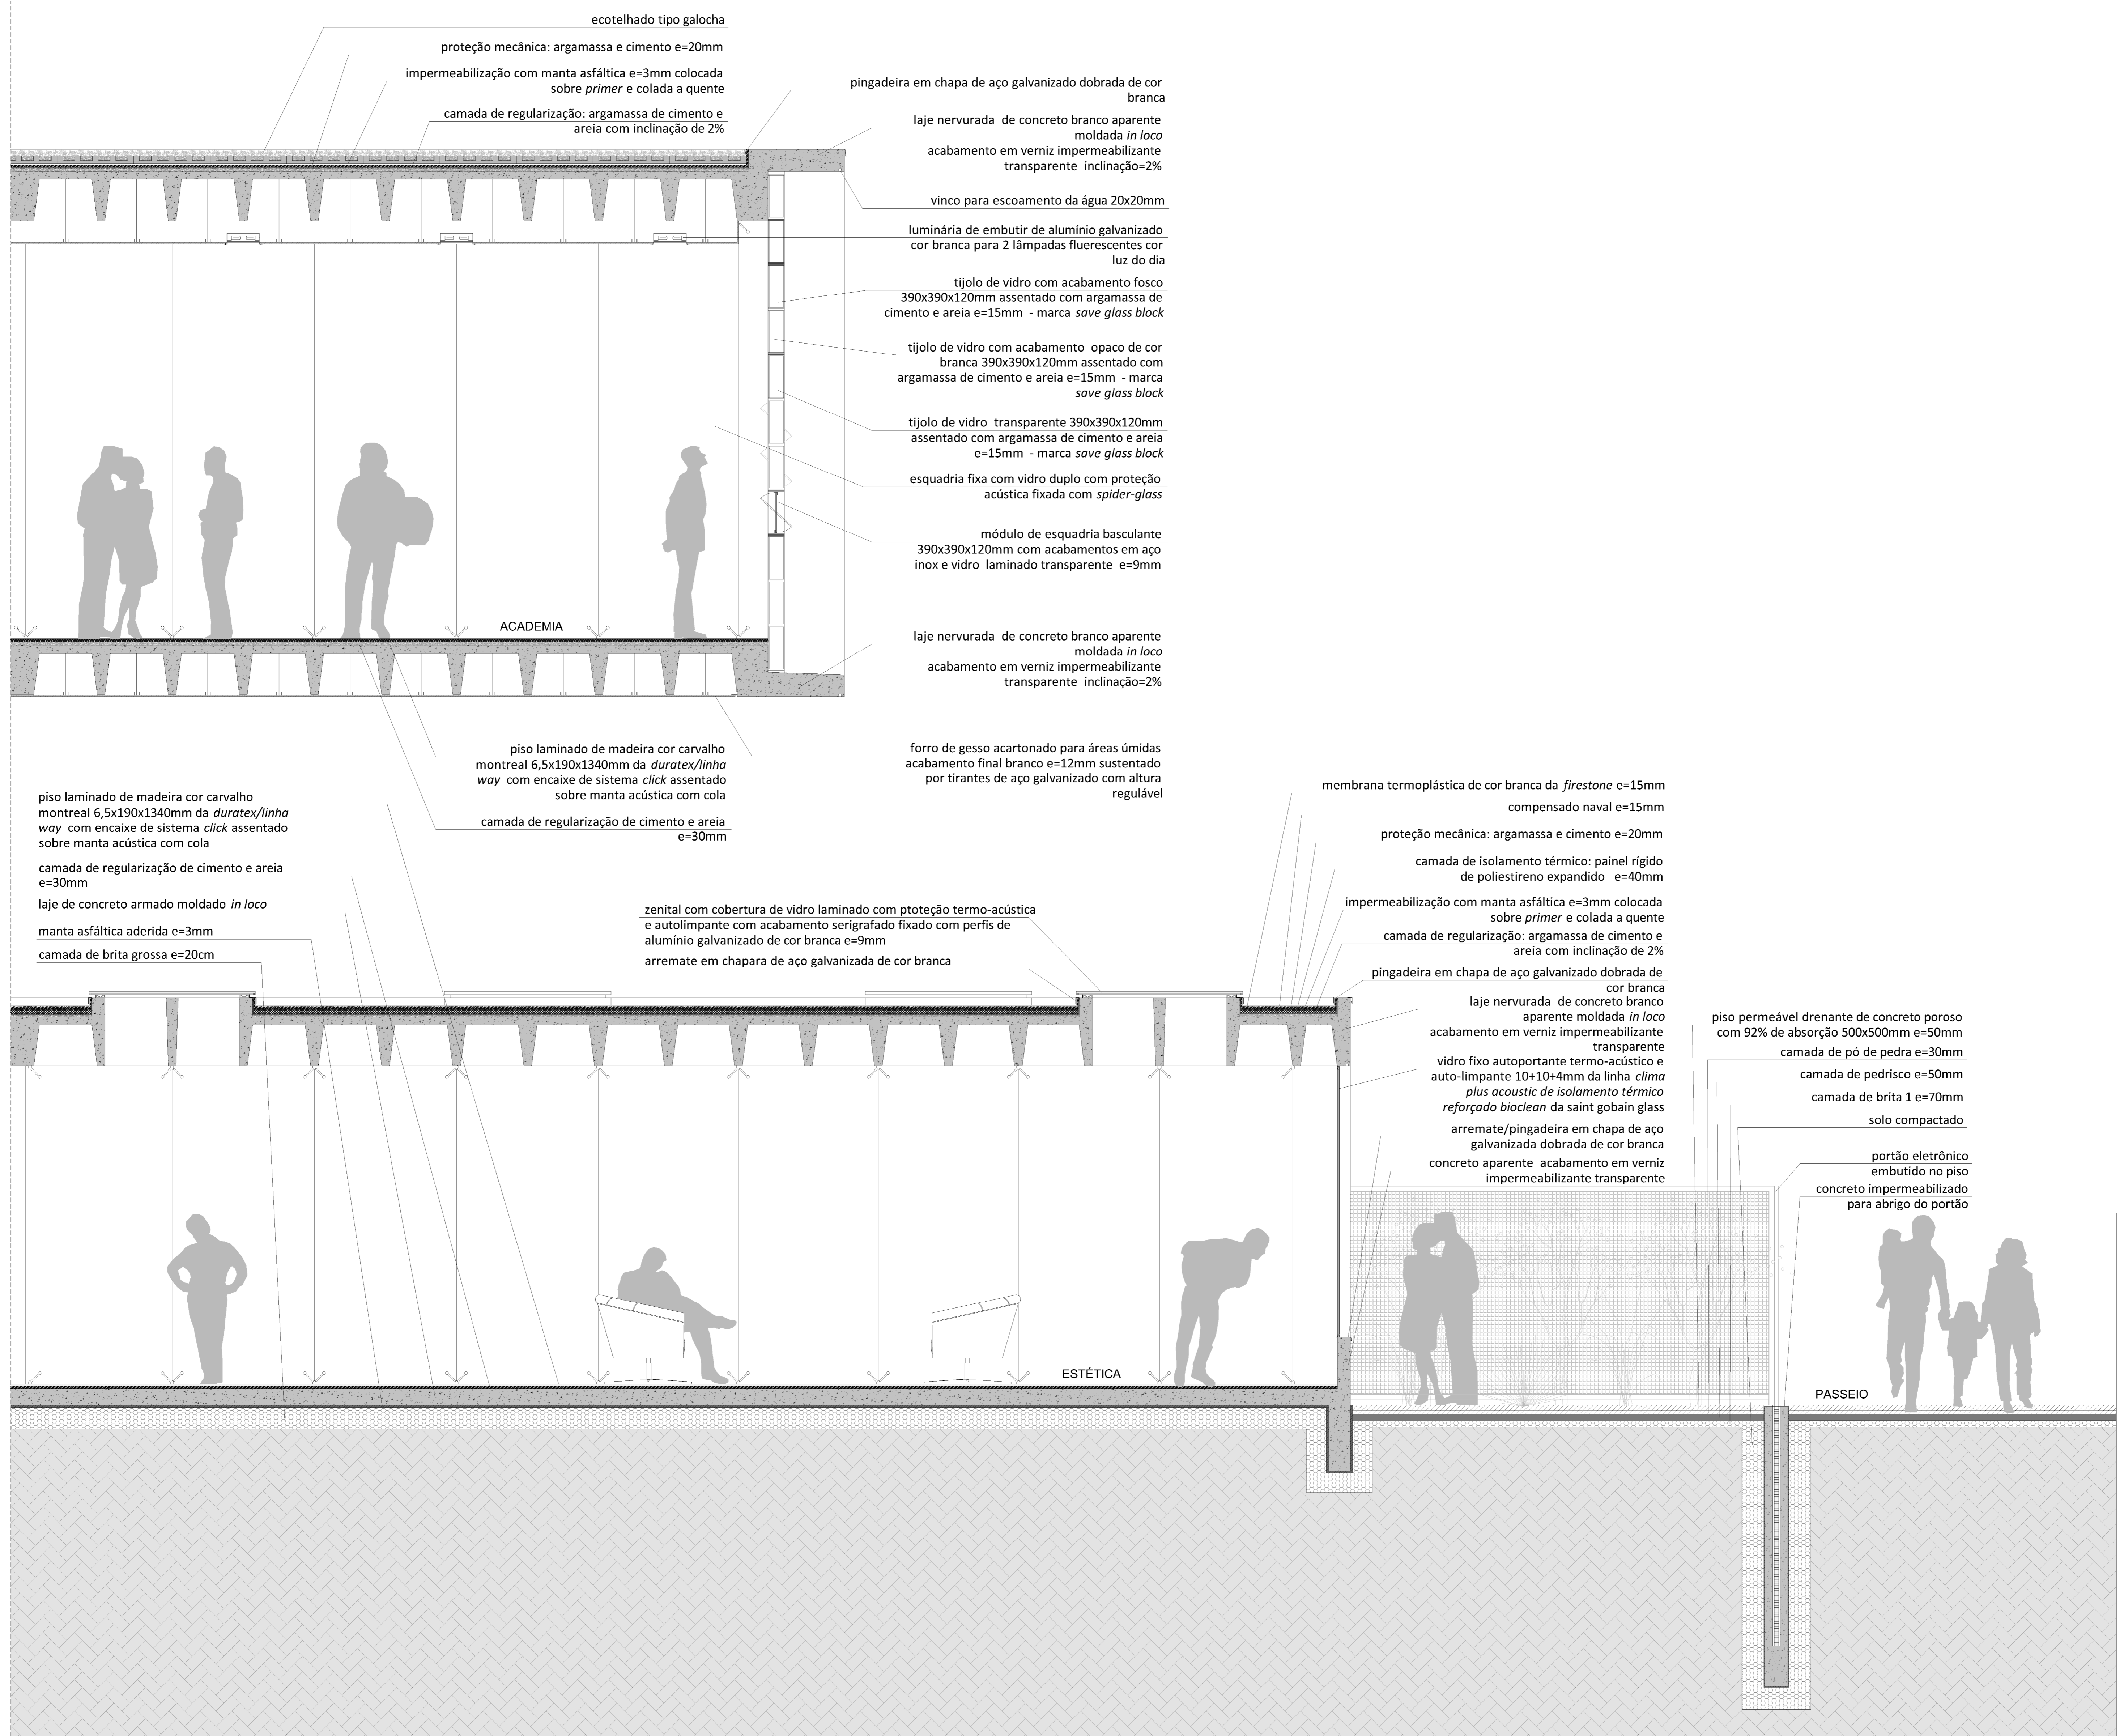 ecotelhado tipo galocha
proteção mecânica: argamassa e cimento e=20mm
impermeabilização com manta asfáltica e=3mm colocada
sobre primer e colada a quente
camada de regularização: argamassa de cimento e
areia com inclinação de 2%
pingadeira em chapa de aço galvanizado dobrada de cor
branca
laje nervurada de concreto branco aparente
moldada in loco
acabamento em verniz impermeabilizante
transparente inclinação=2%
vinco para escoamento da água 20x20mm
luminária de embutir de alumínio galvanizado
cor branca para 2 lâmpadas fluerescentes cor
luz do dia
tijolo de vidro com acabamento fosco
390x390x120mm assentado com argamassa de
cimento e areia e=15mm - marca save glass block
tijolo de vidro com acabamento opaco de cor
branca 390x390x120mm assentado com
argamassa de cimento e areia e=15mm - marca
save glass block
tijolo de vidro transparente 390x390x120mm
assentado com argamassa de cimento e areia
e=15mm - marca save glass block
esquadria fixa com vidro duplo com proteção
acústica fixada com spider-glass
módulo de esquadria basculante
390x390x120mm com acabamentos em aço
inox e vidro laminado transparente e=9mm
ACADEMIA
laje nervurada de concreto branco aparente
moldada in loco
acabamento em verniz impermeabilizante
transparente inclinação=2%
piso laminado de madeira cor carvalho
montreal 6,5x190x1340mm da duratex/linha
way com encaixe de sistema click assentado
sobre manta acústica com cola
camada de regularização de cimento e areia
e=30mm
forro de gesso acartonado para áreas úmidas
acabamento final branco e=12mm sustentado
por tirantes de aço galvanizado com altura
regulável
piso laminado de madeira cor carvalho
montreal 6,5x190x1340mm da duratex/linha
way com encaixe de sistema click assentado
sobre manta acústica com cola
camada de regularização de cimento e areia
e=30mm
laje de concreto armado moldado in loco
manta asfáltica aderida e=3mm
camada de brita grossa e=20cm
zenital com cobertura de vidro laminado com ptoteção termo-acústica
e autolimpante com acabamento serigrafado fixado com perfis de
alumínio galvanizado de cor branca e=9mm
arremate em chapara de aço galvanizada de cor branca
membrana termoplástica de cor branca da firestone e=15mm
compensado naval e=15mm
proteção mecânica: argamassa e cimento e=20mm
camada de isolamento térmico: painel rígido
de poliestireno expandido e=40mm
impermeabilização com manta asfáltica e=3mm colocada
sobre primer e colada a quente
camada de regularização: argamassa de cimento e
areia com inclinação de 2%
pingadeira em chapa de aço galvanizado dobrada de
cor branca
laje nervurada de concreto branco
aparente moldada in loco
acabamento em verniz impermeabilizante
transparente
vidro fixo autoportante termo-acústico e
auto-limpante 10+10+4mm da linha clima
plus acoustic de isolamento térmico
reforçado bioclean da saint gobain glass
arremate/pingadeira em chapa de aço
galvanizada dobrada de cor branca
concreto aparente acabamento em verniz
impermeabilizante transparente
piso permeável drenante de concreto poroso
com 92% de absorção 500x500mm e=50mm
camada de pó de pedra e=30mm
camada de pedrisco e=50mm
camada de brita 1 e=70mm
solo compactado
portão eletrônico
embutido no piso
concreto impermeabilizado
para abrigo do portão
ESTÉTICA
PASSEIO